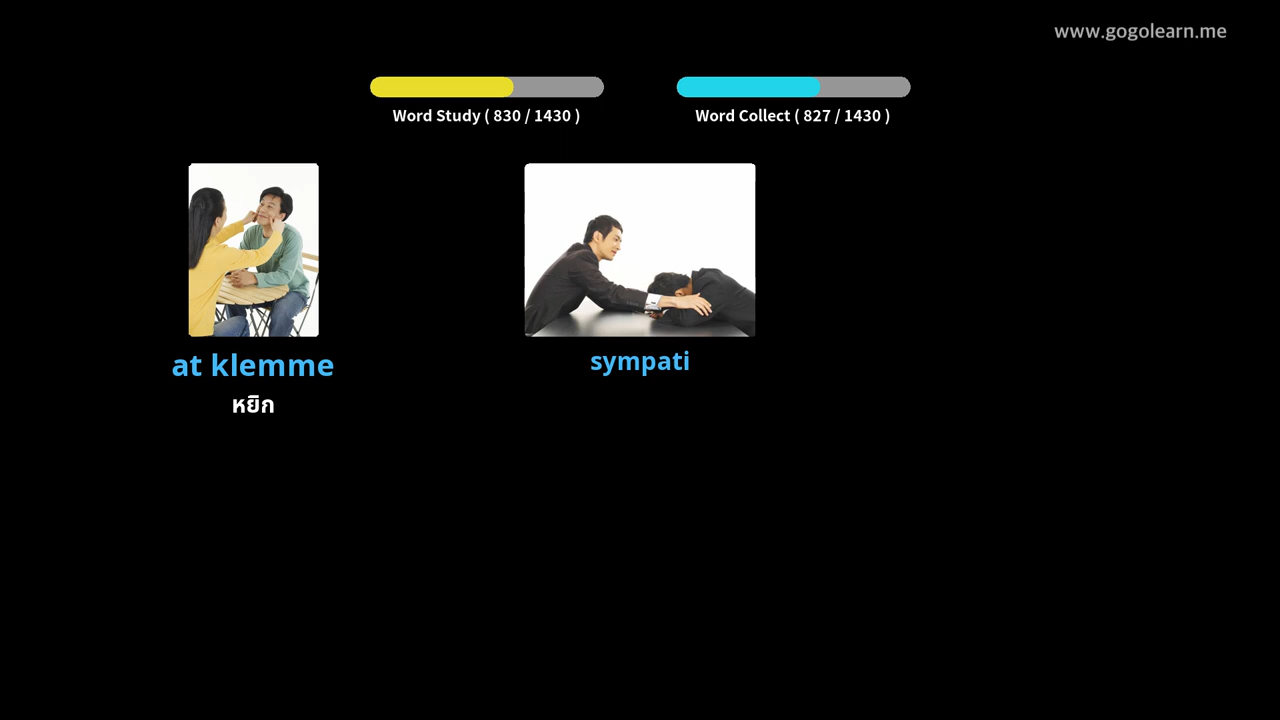 www.gogolearn.me
Word Study ( 830 / 1430 )
Word Collect ( 827 / 1430 )
at klemme
หยิก
sympati